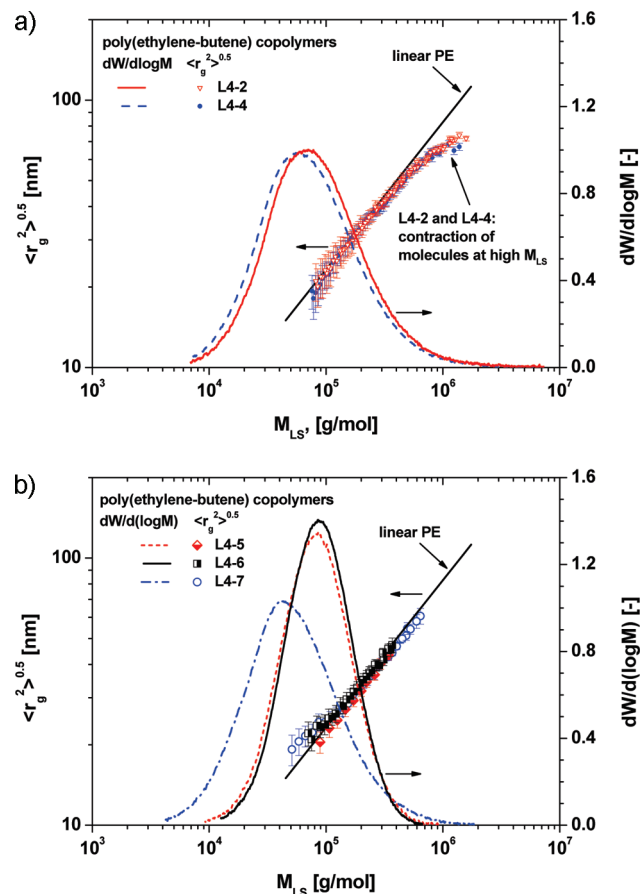 a)
poly(ethylene-butene) copolymers
dW/dlogM <r_g^2>^0.5
L4-2
L4-4
linear PE
L4-2 and L4-4:
contraction of
molecules at high M_LS
<r_g^2>^0.5 [nm]
100
10
dW/dlogM [-]
1.6
1.2
0.8
0.4
0.0
10^3 10^4 10^5 10^6 10^7
M_LS, [g/mol]
b)
poly(ethylene-butene) copolymers
dW/d(logM) <r_g^2>^0.5
L4-5
L4-6
L4-7
linear PE
<r_g^2>^0.5 [nm]
100
10
dW/d(logM) [-]
1.6
1.2
0.8
0.4
0.0
10^3 10^4 10^5 10^6 10^7
M_LS [g/mol]